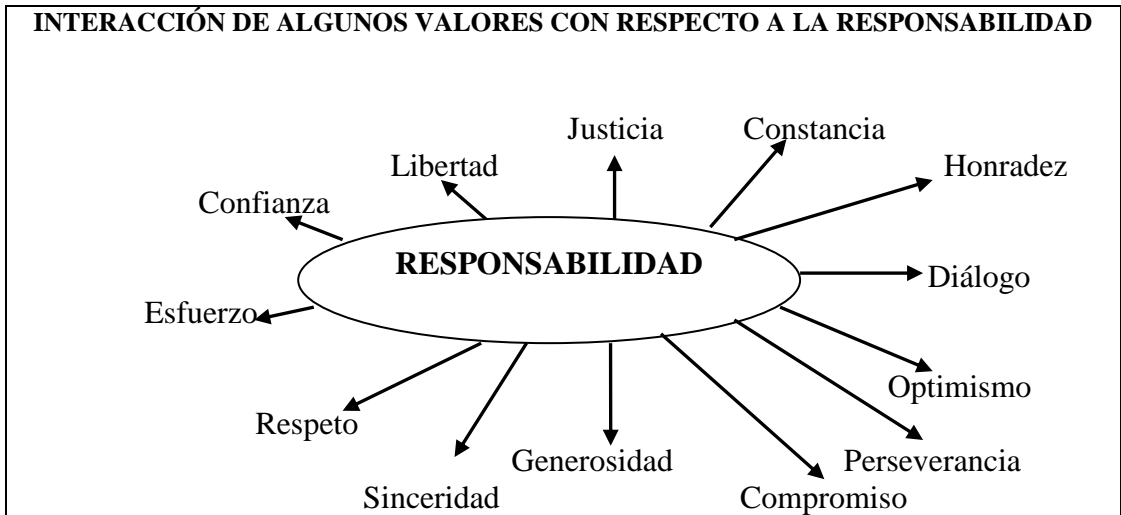 INTERACCIÓN DE ALGUNOS VALORES CON RESPECTO A LA RESPONSABILIDAD
Justicia
Constancia
Libertad
Honradez
Confianza
RESPONSABILIDAD
Diálogo
Esfuerzo
Optimismo
Respeto
Generosidad
Perseverancia
Sinceridad
Compromiso